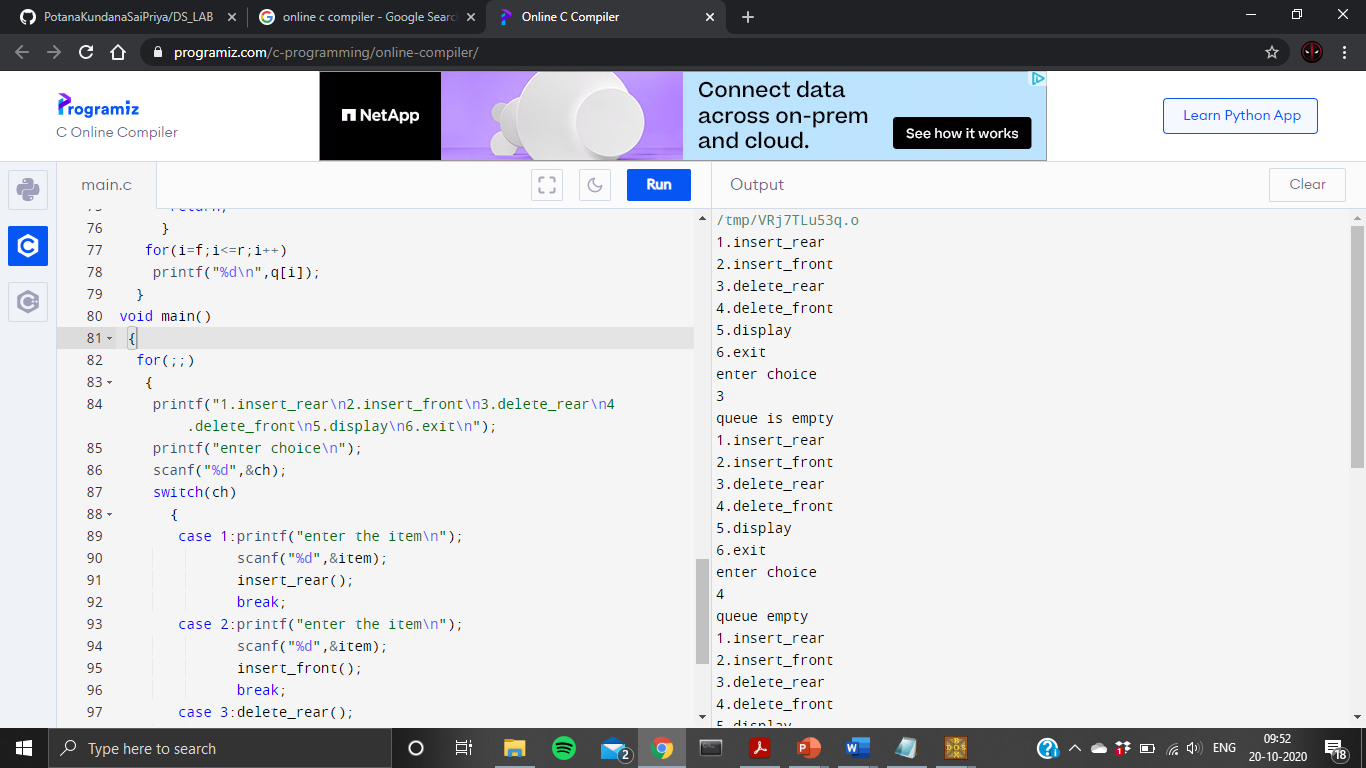 PotanaKundanaSaiPriya/DS_LAB
online c compiler - Google Searc
Online C Compiler
programiz.com/c-programming/online-compiler/
Programiz
C Online Compiler
NetApp
Connect data
across on-prem
and cloud.
See how it works
Learn Python App
main.c
Run
Output
Clear
75 return;
76 }
77 for(i=f;i<=r;i++)
78 printf("%d\n",q[i]);
79 }
80 void main()
81 {
82 for(;;)
83 {
84 printf("1.insert_rear\n2.insert_front\n3.delete_rear\n4
.delete_front\n5.display\n6.exit\n");
85 printf("enter choice\n");
86 scanf("%d",&ch);
87 switch(ch)
88 {
89 case 1:printf("enter the item\n");
90 scanf("%d",&item);
91 insert_rear();
92 break;
93 case 2:printf("enter the item\n");
94 scanf("%d",&item);
95 insert_front();
96 break;
97 case 3:delete_rear();
/tmp/VRj7TLu53q.o
1.insert_rear
2.insert_front
3.delete_rear
4.delete_front
5.display
6.exit
enter choice
3
queue is empty
1.insert_rear
2.insert_front
3.delete_rear
4.delete_front
5.display
6.exit
enter choice
4
queue empty
1.insert_rear
2.insert_front
3.delete_rear
4.delete_front
5.display
Type here to search
2
DOS
ENG
09:52
20-10-2020
18